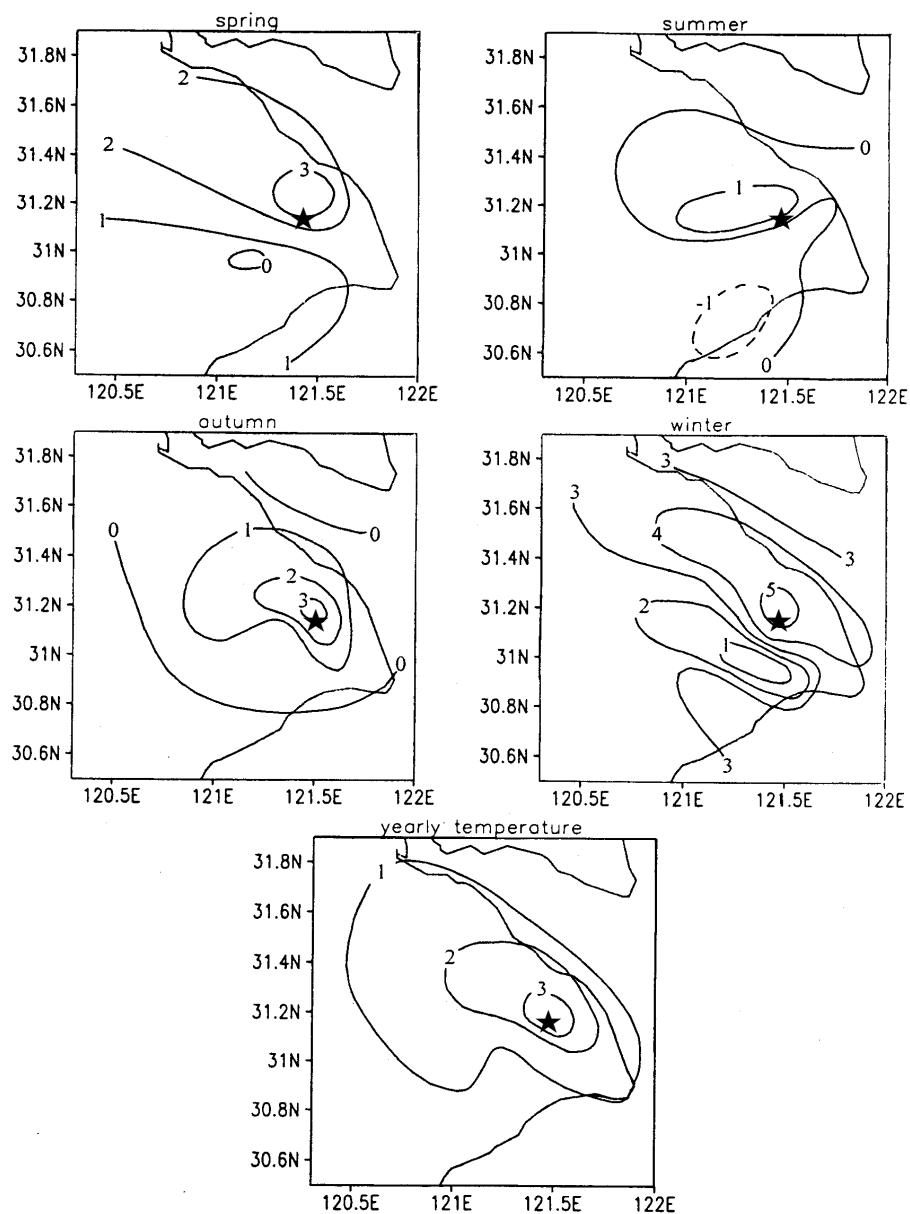 spring
31.8N
31.6N
31.4N
31.2N
31N
30.8N
30.6N
2
2
3
1
0
1
120.5E 121E 121.5E 122E
summer
31.8N
31.6N
31.4N
31.2N
31N
30.8N
30.6N
0
1
-1
0
120.5E 121E 121.5E 122E
autumn
31.8N
31.6N
31.4N
31.2N
31N
30.8N
30.6N
0
1
0
2
3
0
120.5E 121E 121.5E 122E
winter
31.8N
31.6N
31.4N
31.2N
31N
30.8N
30.6N
3
3
4
3
5
2
1
3
120.5E 121E 121.5E 122E
yearly temperature
31.8N
31.6N
31.4N
31.2N
31N
30.8N
30.6N
1
2
3
120.5E 121E 121.5E 122E